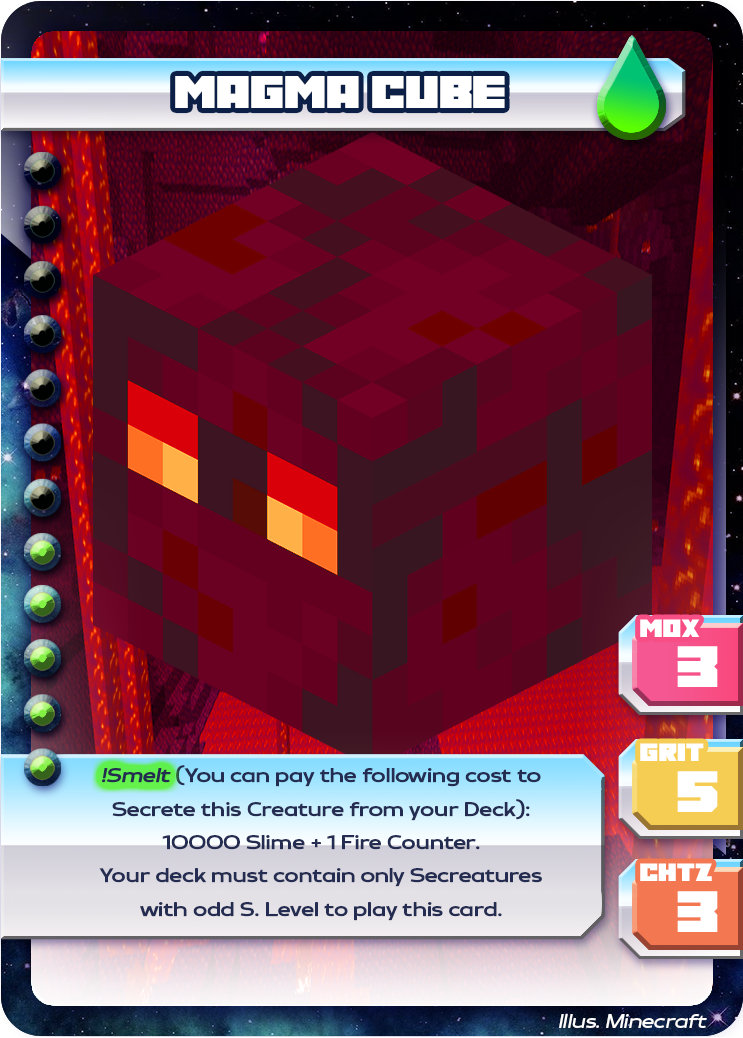 MAGMA CUBE
MOX
3
GRIT
5
CHTZ
3
!Smelt (You can pay the following cost to
Secrete this Creature from your Deck):
10000 Slime + 1 Fire Counter.
Your deck must contain only Secreatures
with odd S. Level to play this card.
Illus. Minecraft